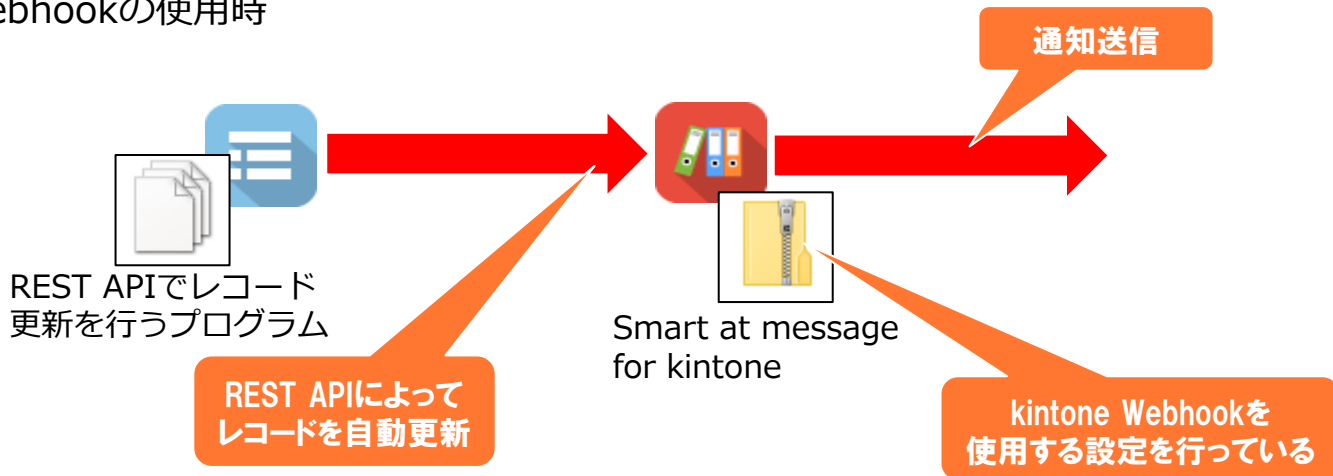 ebhookの使用時
通知送信
REST APIでレコード
更新を行うプログラム
Smart at message
for kintone
REST APIによって
レコードを自動更新
kintone Webhookを
使用する設定を行っている